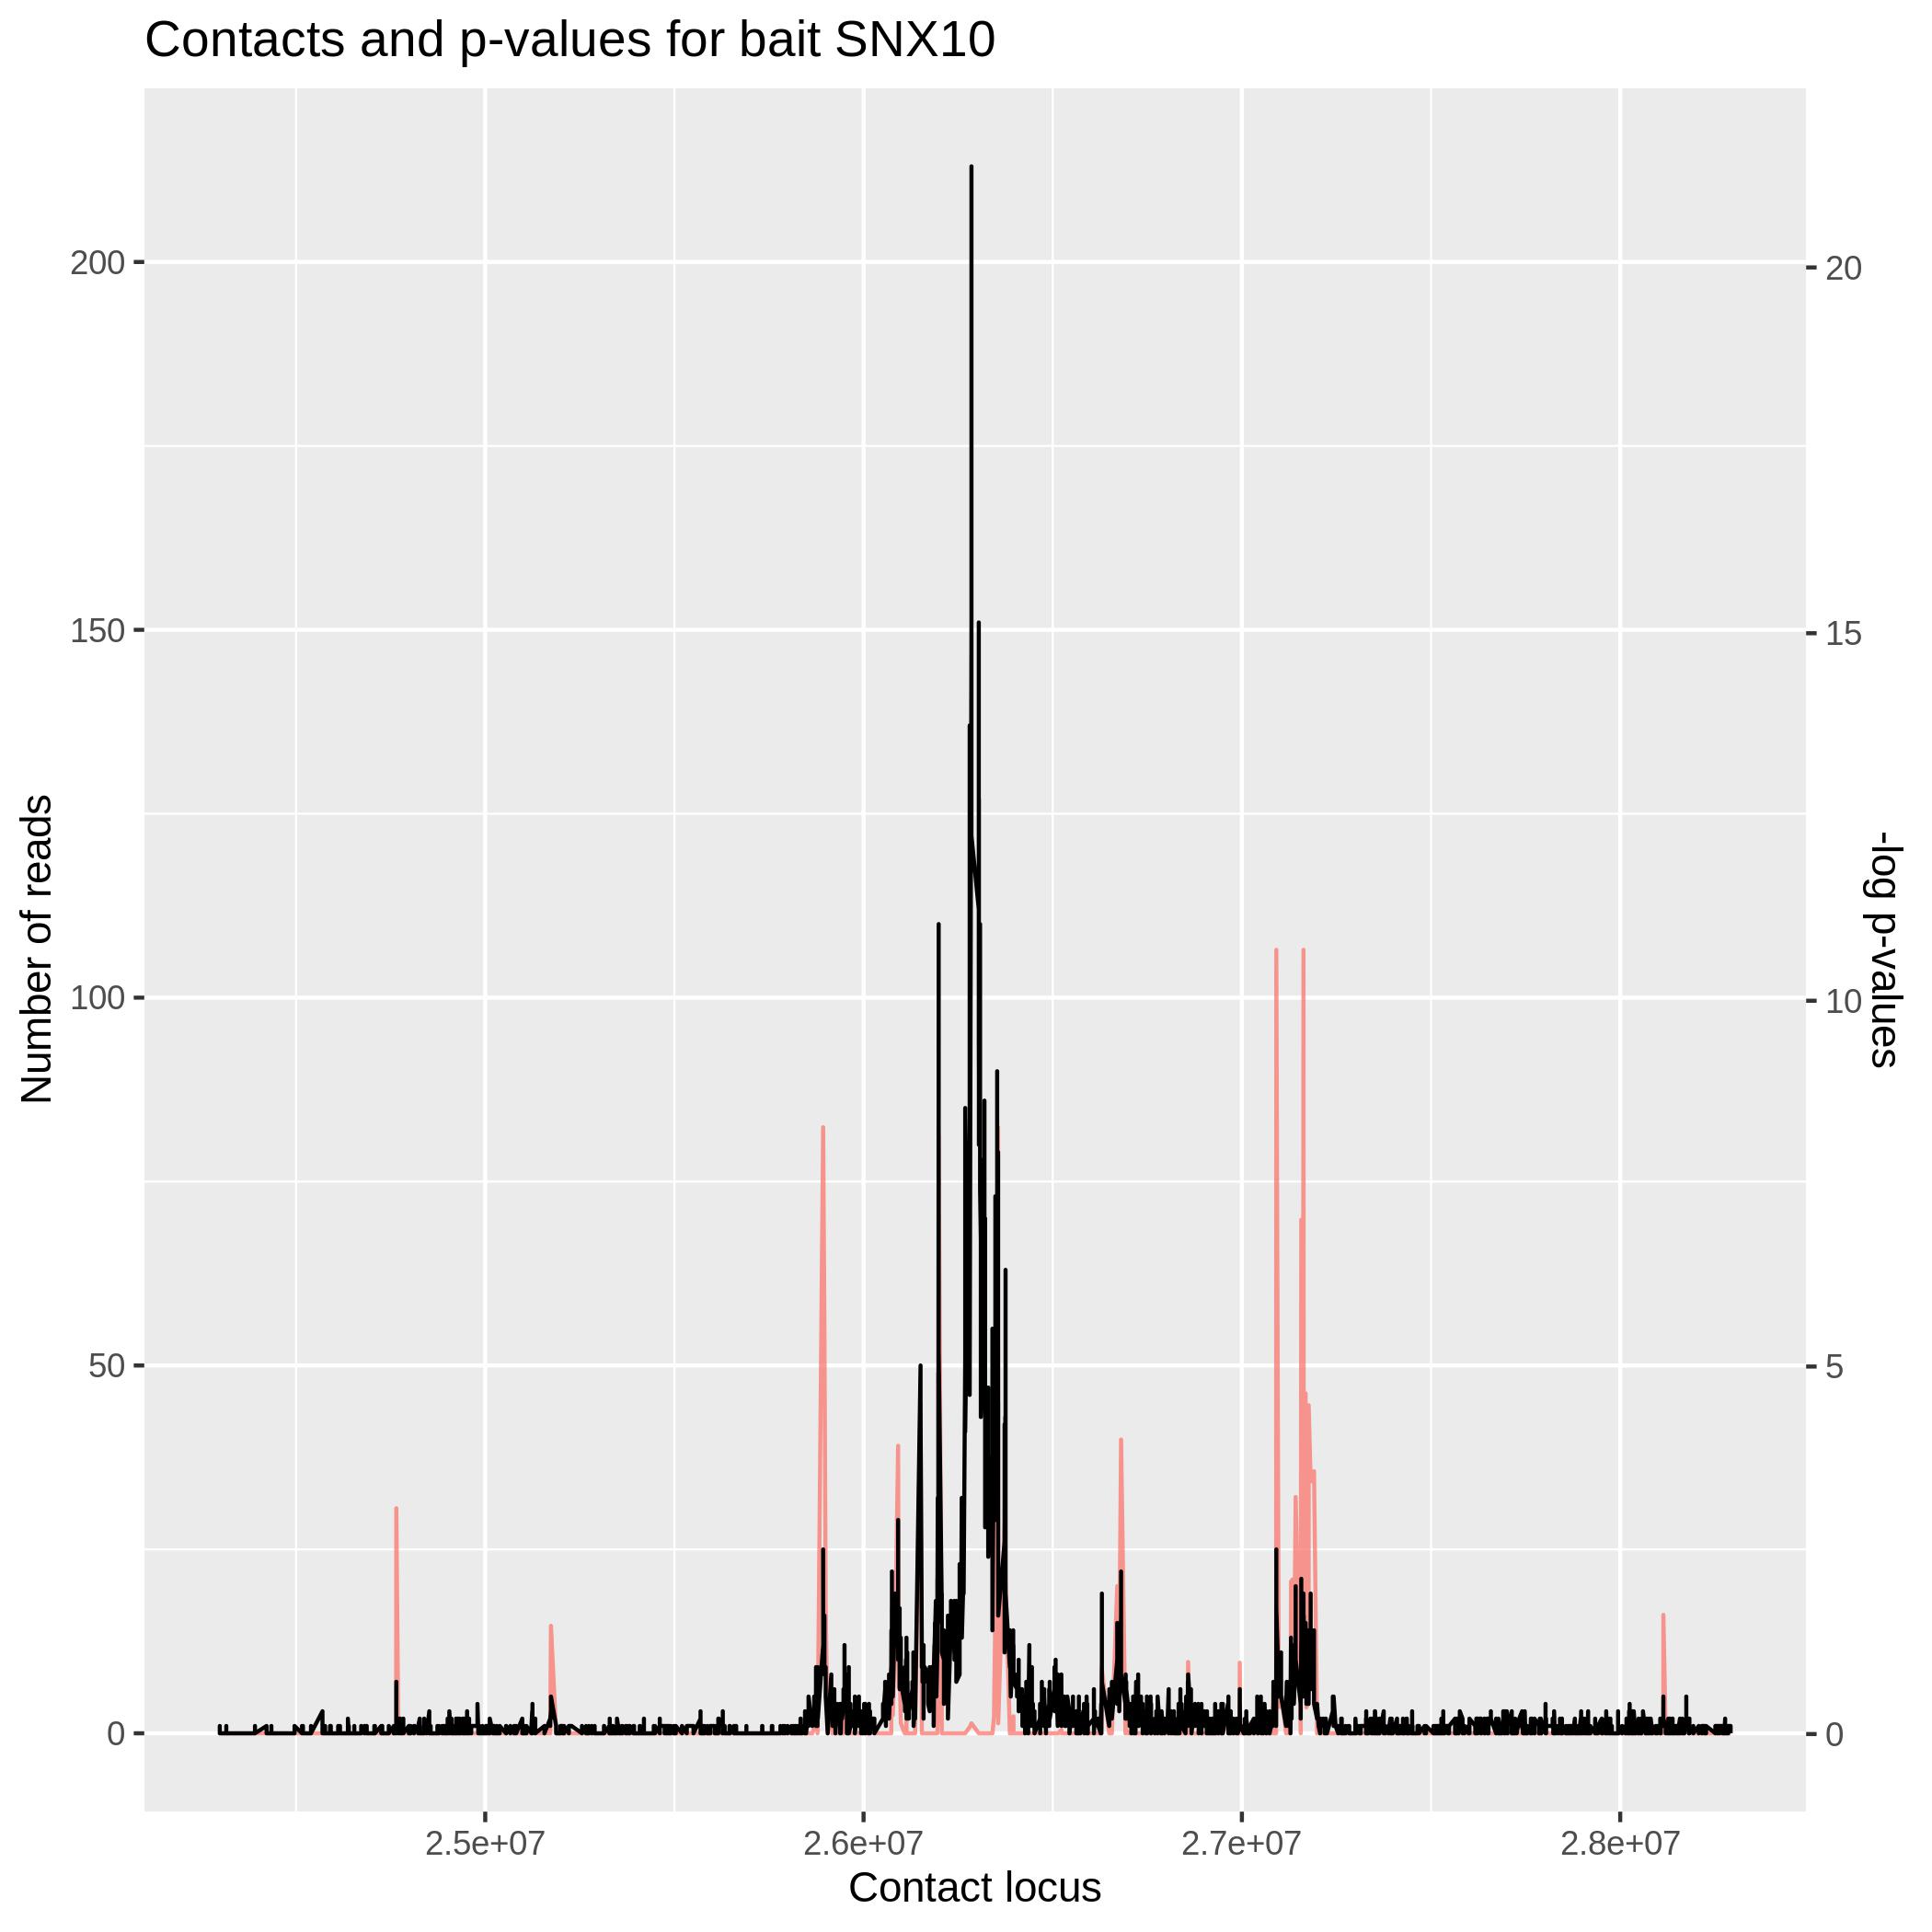 Contacts and p-values for bait SNX10
200
150
100
50
0
Number of reads
20
15
10
5
0
-log p-values
2.5e+07
2.6e+07
2.7e+07
2.8e+07
Contact locus